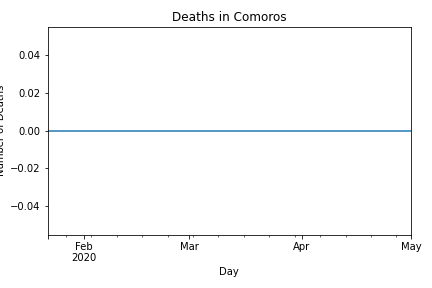 Deaths in Comoros
Number of Deaths
0.04
0.02
0.00
−0.02
−0.04
Feb
2020
Mar
Apr
May
Day